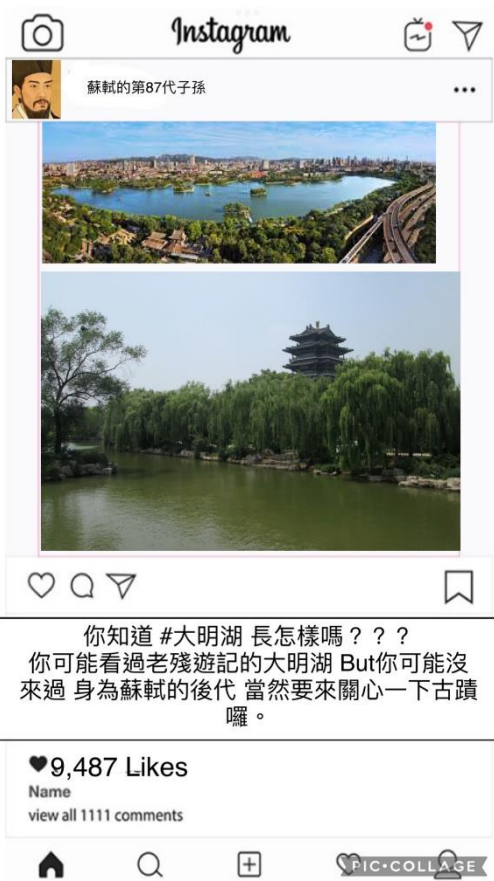 Instagram
蘇軾的第87代子孫
你知道 #大明湖 長怎樣嗎？？？
你可能看過老殘遊記的大明湖 But你可能沒
來過 身為蘇軾的後代 當然要來關心一下古蹟
囉。
9,487 Likes
Name
view all 1111 comments
PIC•COLLAGE